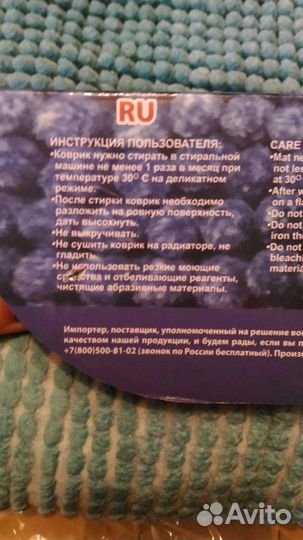 RU
ИНСТРУКЦИЯ ПОЛЬЗОВАТЕЛЯ:
•Коврик нужно стирать в стиральной
машине не менее 1 раза в месяц при
температуре 30° С на деликатном
режиме.
•После стирки коврик необходимо
разложить на ровную поверхность,
дать высохнуть.
•Не выкручивать.
•Не сушить коврик на радиаторе, не
гладить.
•Не использовать резкие моющие
средства и отбеливающие реагенты,
чистящие абразивные материалы.
CARE
•Mat ne
not les
at 30°
•After w
on a fla
•Do not
•Do not
iron the
•Do not
bleachi
materia
Импортер, поставщик, уполномоченный на решение во
качеством нашей продукции, и будем рады, если вы п
+7(800)500-81-02 (звонок по России бесплатный). Изв
Avito